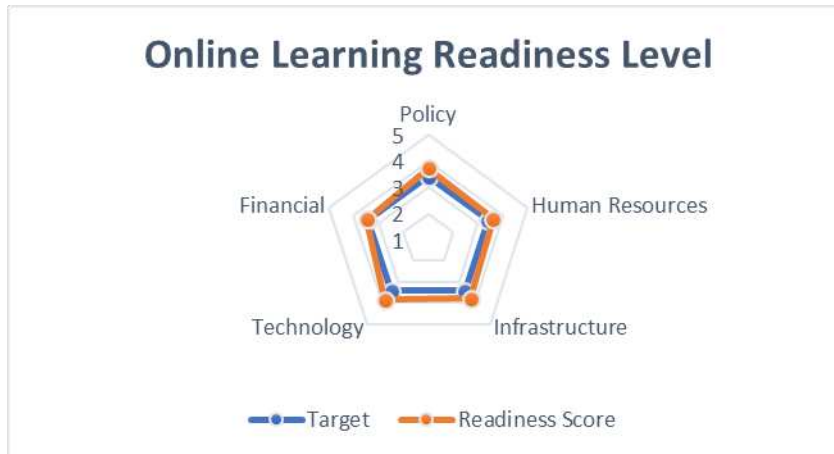 Online Learning Readiness Level
Policy
5
4
3
2
1
Financial
Human Resources
Technology
Infrastructure
Target
Readiness Score